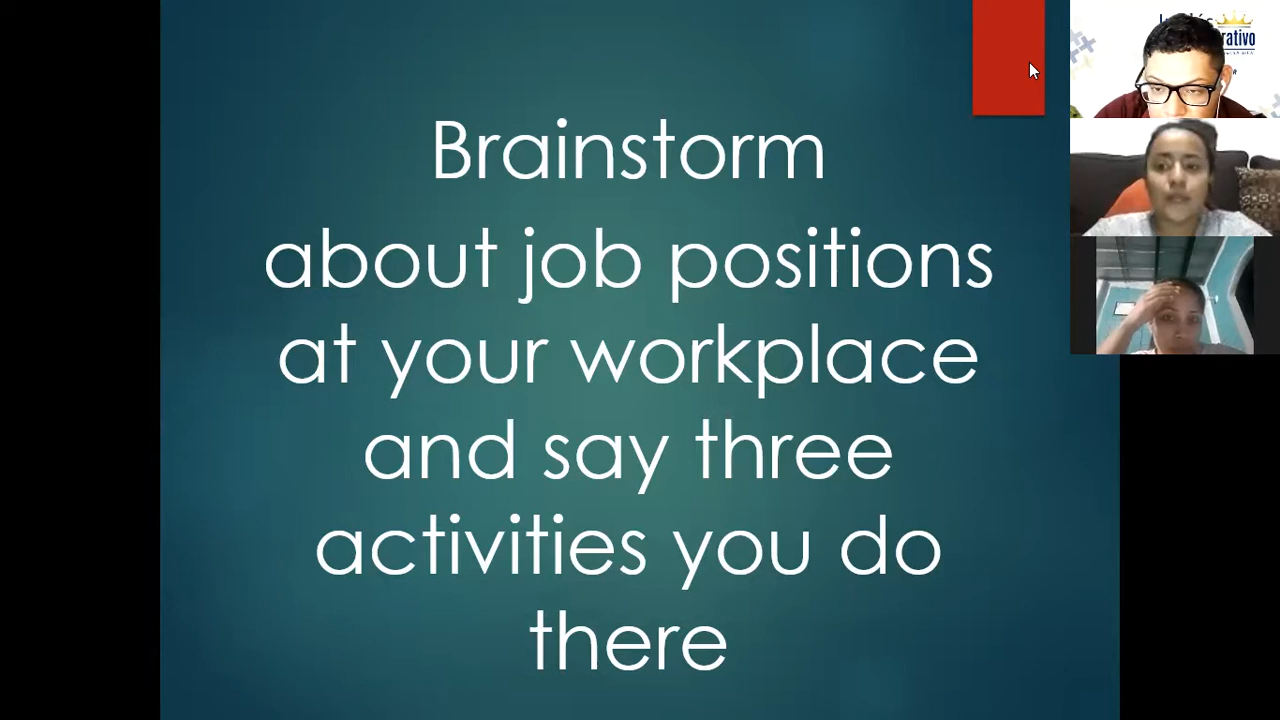 Brainstorm
about job positions
at your workplace
and say three
activities you do
there